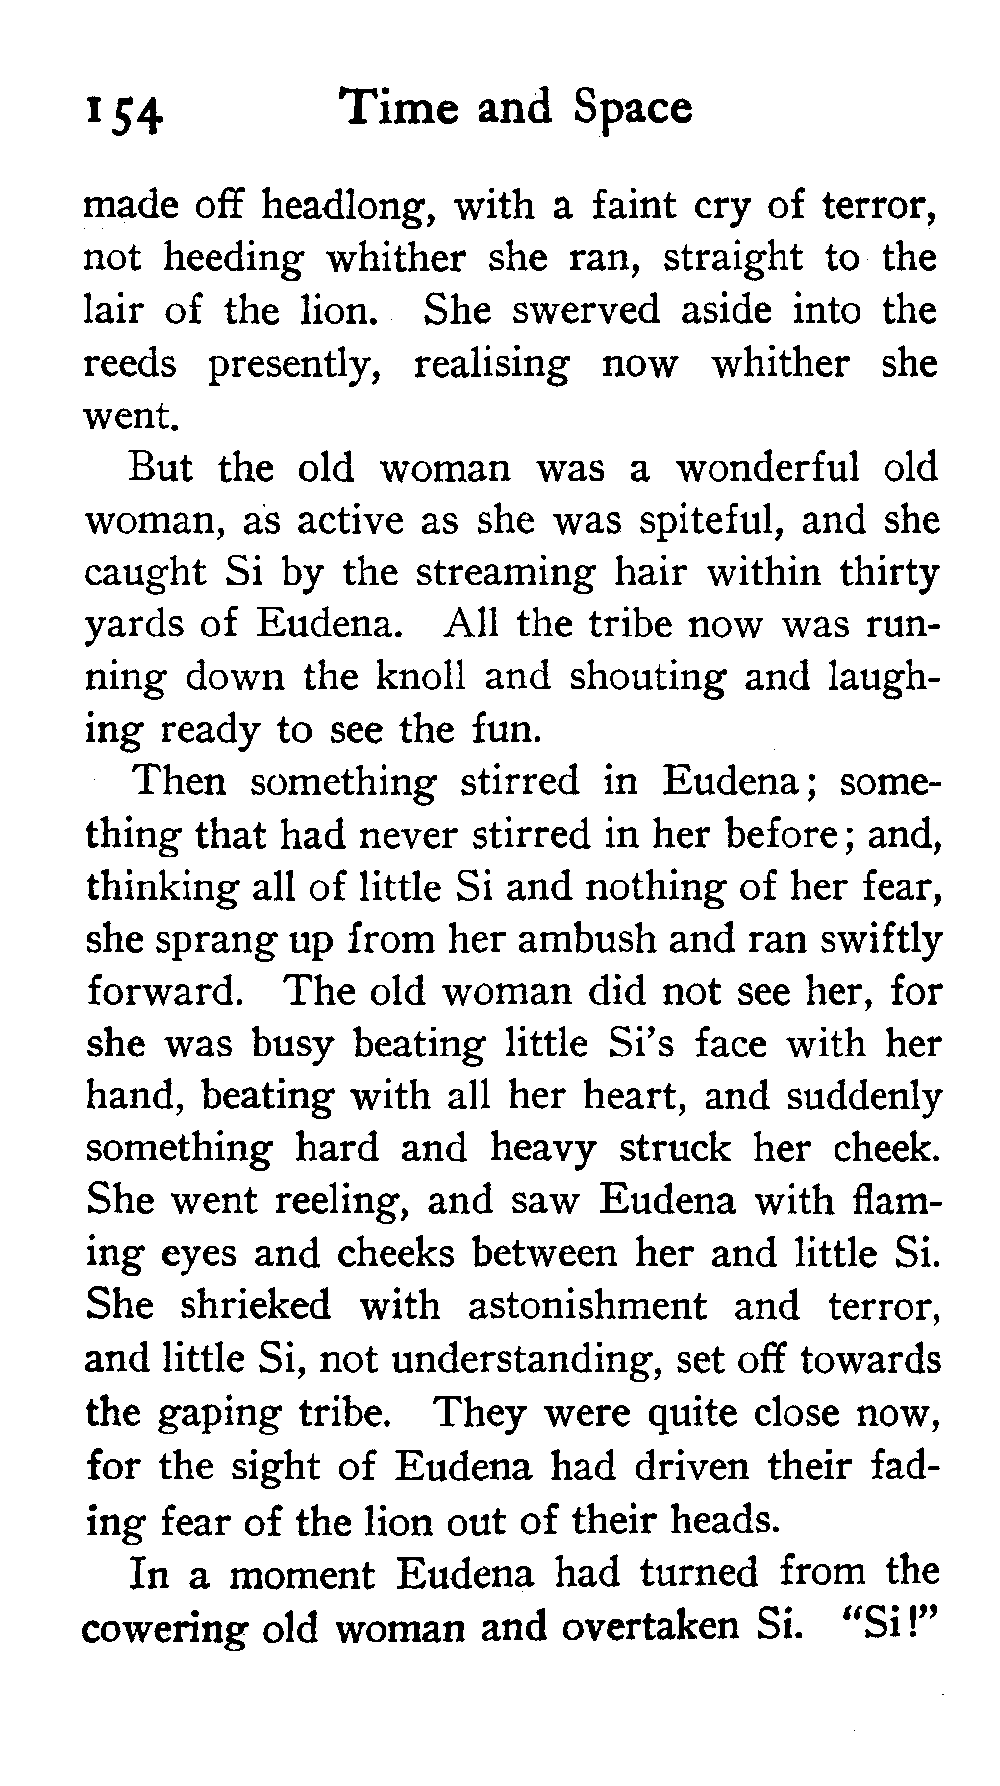 154 Time and Space
made off headlong, with a faint cry of terror,
not heeding whither she ran, straight to the
lair of the lion. She swerved aside into the
reeds presently, realising now whither she
went.
But the old woman was a wonderful old
woman, as active as she was spiteful, and she
caught Si by the streaming hair within thirty
yards of Eudena. All the tribe now was run-
ning down the knoll and shouting and laugh-
ing ready to see the fun.
Then something stirred in Eudena; some-
thing that had never stirred in her before; and,
thinking all of little Si and nothing of her fear,
she sprang up from her ambush and ran swiftly
forward. The old woman did not see her, for
she was busy beating little Si's face with her
hand, beating with all her heart, and suddenly
something hard and heavy struck her cheek.
She went reeling, and saw Eudena with flam-
ing eyes and cheeks between her and little Si.
She shrieked with astonishment and terror,
and little Si, not understanding, set off towards
the gaping tribe. They were quite close now,
for the sight of Eudena had driven their fad-
ing fear of the lion out of their heads.
In a moment Eudena had turned from the
cowering old woman and overtaken Si. "Si!"